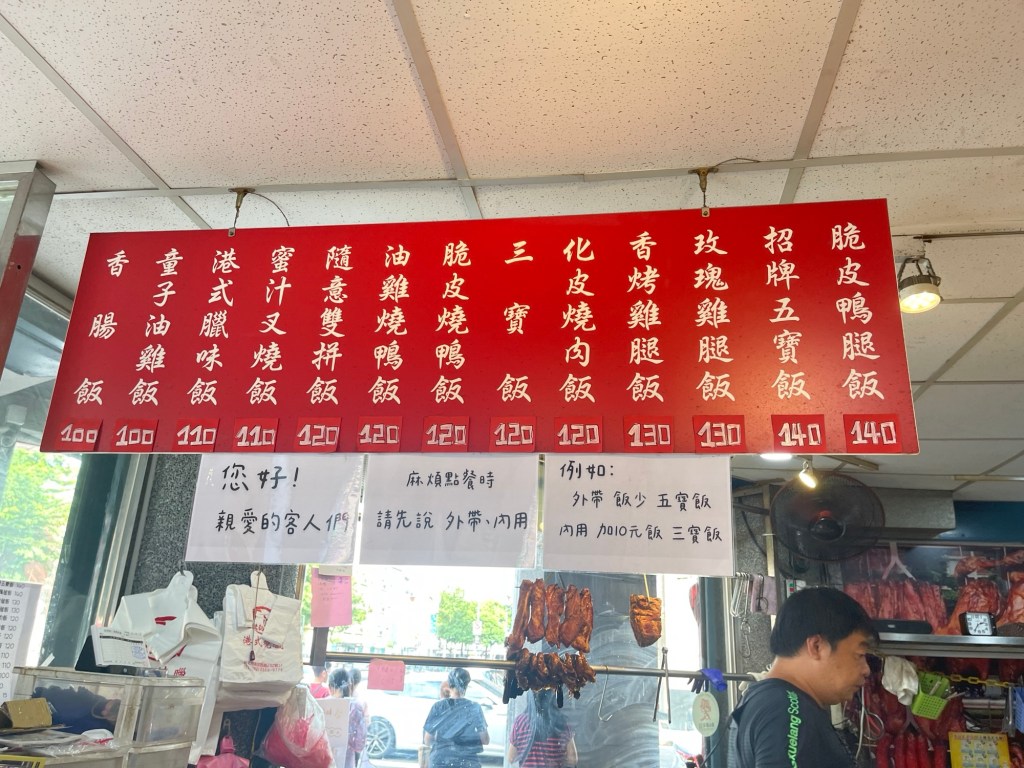 脆皮鴨腿飯 140
招牌五寶飯 140
玫瑰雞腿飯 130
香烤雞腿飯 130
化皮燒肉飯 120
三寶飯 120
脆皮燒鴨飯 120
油雞燒鴨飯 120
隨意雙拼飯 120
蜜汁叉燒飯 110
港式臘味飯 110
童子油雞飯 100
香腸飯 100
您好!
親愛的客人們
麻煩點餐時
請先說 外帶、內用
例如:
外帶 飯少 五寶飯
內用 加10元飯 三寶飯